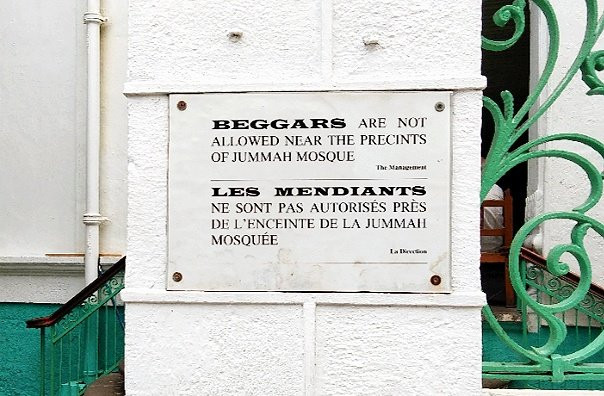 BEGGARS ARE NOT
ALLOWED NEAR THE PRECINTS
OF JUMMAH MOSQUE
The Management
LES MENDIANTS
NE SONT PAS AUTORISÉS PRÈS
DE L'ENCEINTE DE LA JUMMAH
MOSQUÉE
La Direction